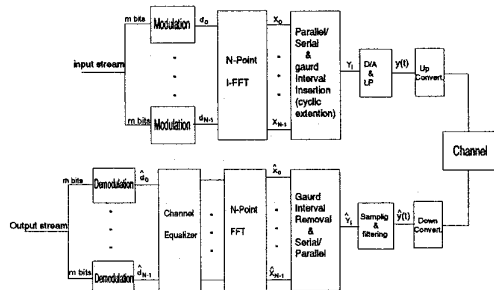 m bits
Modulation
d0
X0
input stream
N-Point
I-FFT
Parallel/
Serial
&
gaurd
Interval
Insertion
(cyclic
extention)
Yi
D/A
&
LP
y(t)
Up
Convert.
m bits
Modulation
dN-1
XN-1
Channel
m bits
Demodulation
d̂0
Channel
Equalizer
N-Point
FFT
X̂0
Gaurd
Interval
Removal
&
Serial/
Parallel
Ŷi
Samplig
&
filtering
ŷ(t)
Down
Convert.
Output stream
m bits
Demodulation
d̂N-1
X̂N-1